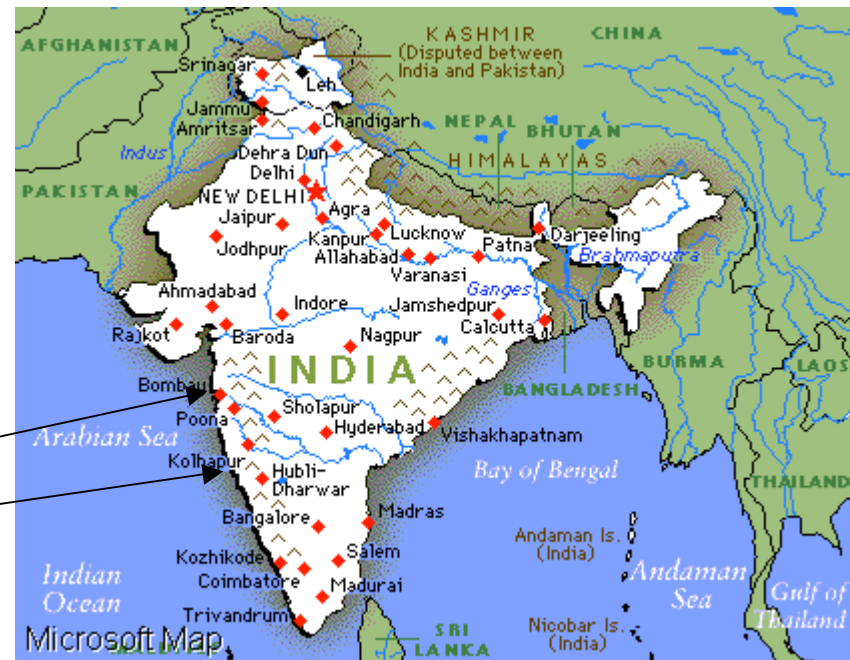 AFGHANISTAN
KASHMIR
(Disputed between
India and Pakistan)
CHINA
Srinagar
Leh
Jammu
Amritsar
Chandigarh
NEPAL
BHUTAN
Indus
Dehra Dun
HIMALAYAS
Delhi
PAKISTAN
NEW DELHI
Agra
Jaipur
Kanpur
Lucknow
Patna
Darjeeling
Jodhpur
Allahabad
Brahmaputra
Varanasi
Ahmadabad
Indore
Jamshedpur
Ganges
Calcutta
Rajkot
Baroda
Nagpur
INDIA
BURMA
LAOS
BANGLADESH
Bombay
Sholapur
Poona
Hyderabad
Vishakhapatnam
Arabian Sea
Kolhapur
Hubli-
Dharwar
Bay of Bengal
THAILAND
Bangalore
Madras
Andaman Is.
(India)
Kozhikode
Salem
Indian
Ocean
Coimbatore
Madurai
Andaman
Sea
Gulf of
Thailand
Trivandrum
SRI
LANKA
Nicobar Is.
(India)
Microsoft Map